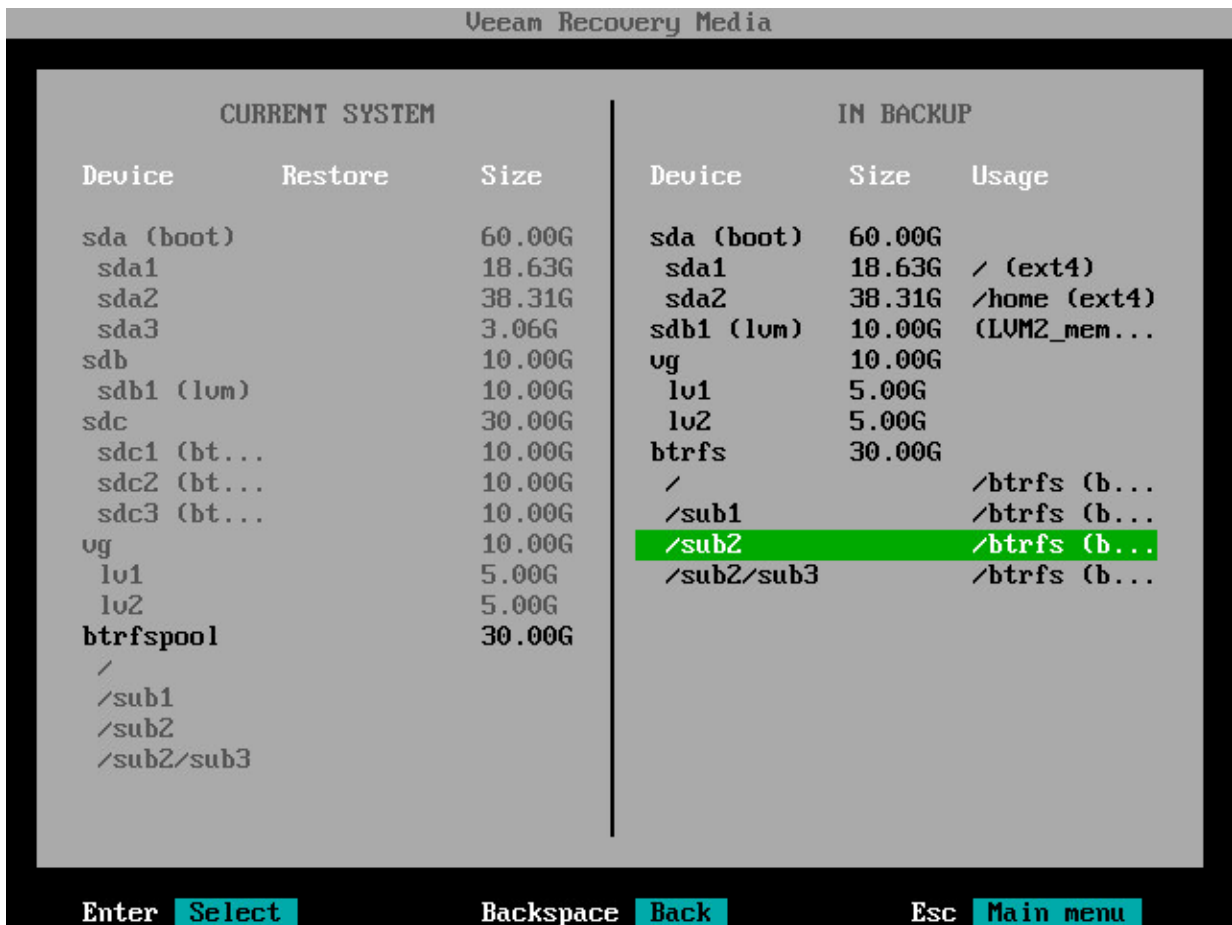 Veeam Recovery Media
CURRENT SYSTEM
Device Restore Size
sda (boot) 60.00G
sda1 18.63G
sda2 38.31G
sda3 3.06G
sdb 10.00G
sdb1 (lvm) 10.00G
sdc 30.00G
sdc1 (bt... 10.00G
sdc2 (bt... 10.00G
sdc3 (bt... 10.00G
vg 10.00G
lv1 5.00G
lv2 5.00G
btrfspool 30.00G
/
/sub1
/sub2
/sub2/sub3
IN BACKUP
Device Size Usage
sda (boot) 60.00G
sda1 18.63G / (ext4)
sda2 38.31G /home (ext4)
sdb1 (lvm) 10.00G (LVM2_mem...
vg 10.00G
lv1 5.00G
lv2 5.00G
btrfs 30.00G
/ /btrfs (b...
/sub1 /btrfs (b...
/sub2 /btrfs (b...
/sub2/sub3 /btrfs (b...
Enter Select Backspace Back Esc Main menu